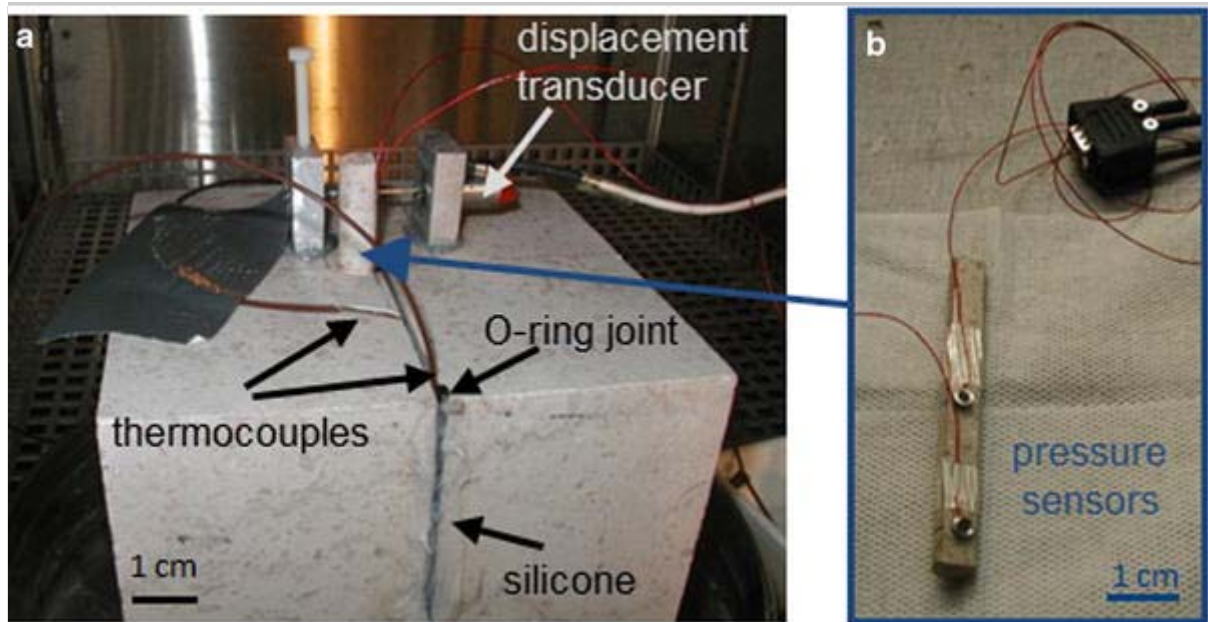 a
displacement
transducer
O-ring joint
thermocouples
silicone
1 cm
b
pressure
sensors
1 cm